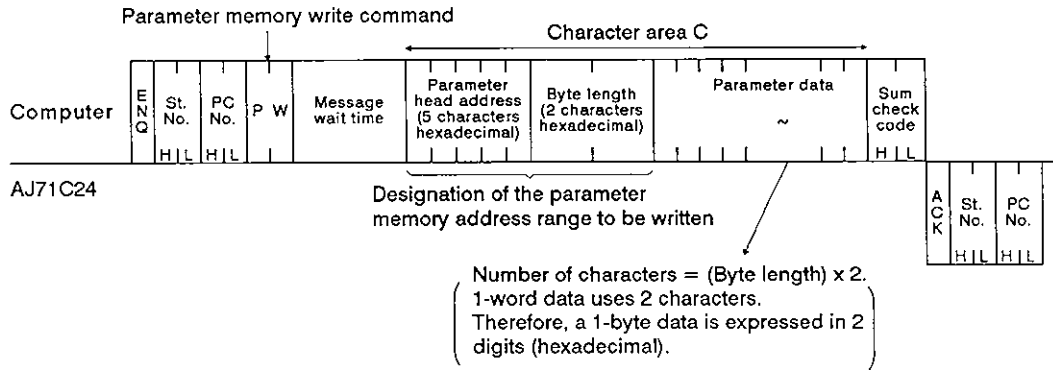 Parameter memory write command
Character area C
Computer
ENQ
St.
No.
H L
PC
No.
H L
P W
Message
wait time
Parameter
head address
(5 characters
hexadecimal)
Byte length
(2 characters
hexadecimal)
Parameter data
~
Sum
check
code
H L
AJ71C24
Designation of the parameter
memory address range to be written
ACK
St.
No.
H L
PC
No.
H L
Number of characters = (Byte length) x 2.
1-word data uses 2 characters.
Therefore, a 1-byte data is expressed in 2
digits (hexadecimal).